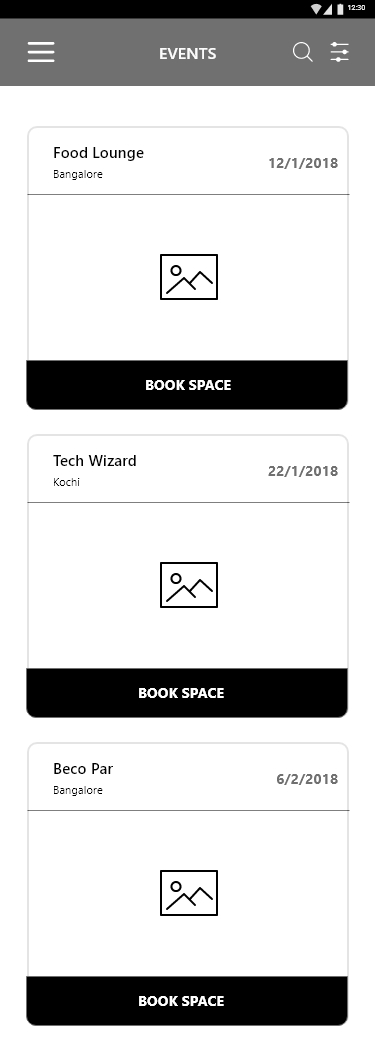 12:30
EVENTS
Food Lounge
12/1/2018
Bangalore
BOOK SPACE
Tech Wizard
22/1/2018
Kochi
BOOK SPACE
Beco Par
6/2/2018
Bangalore
BOOK SPACE